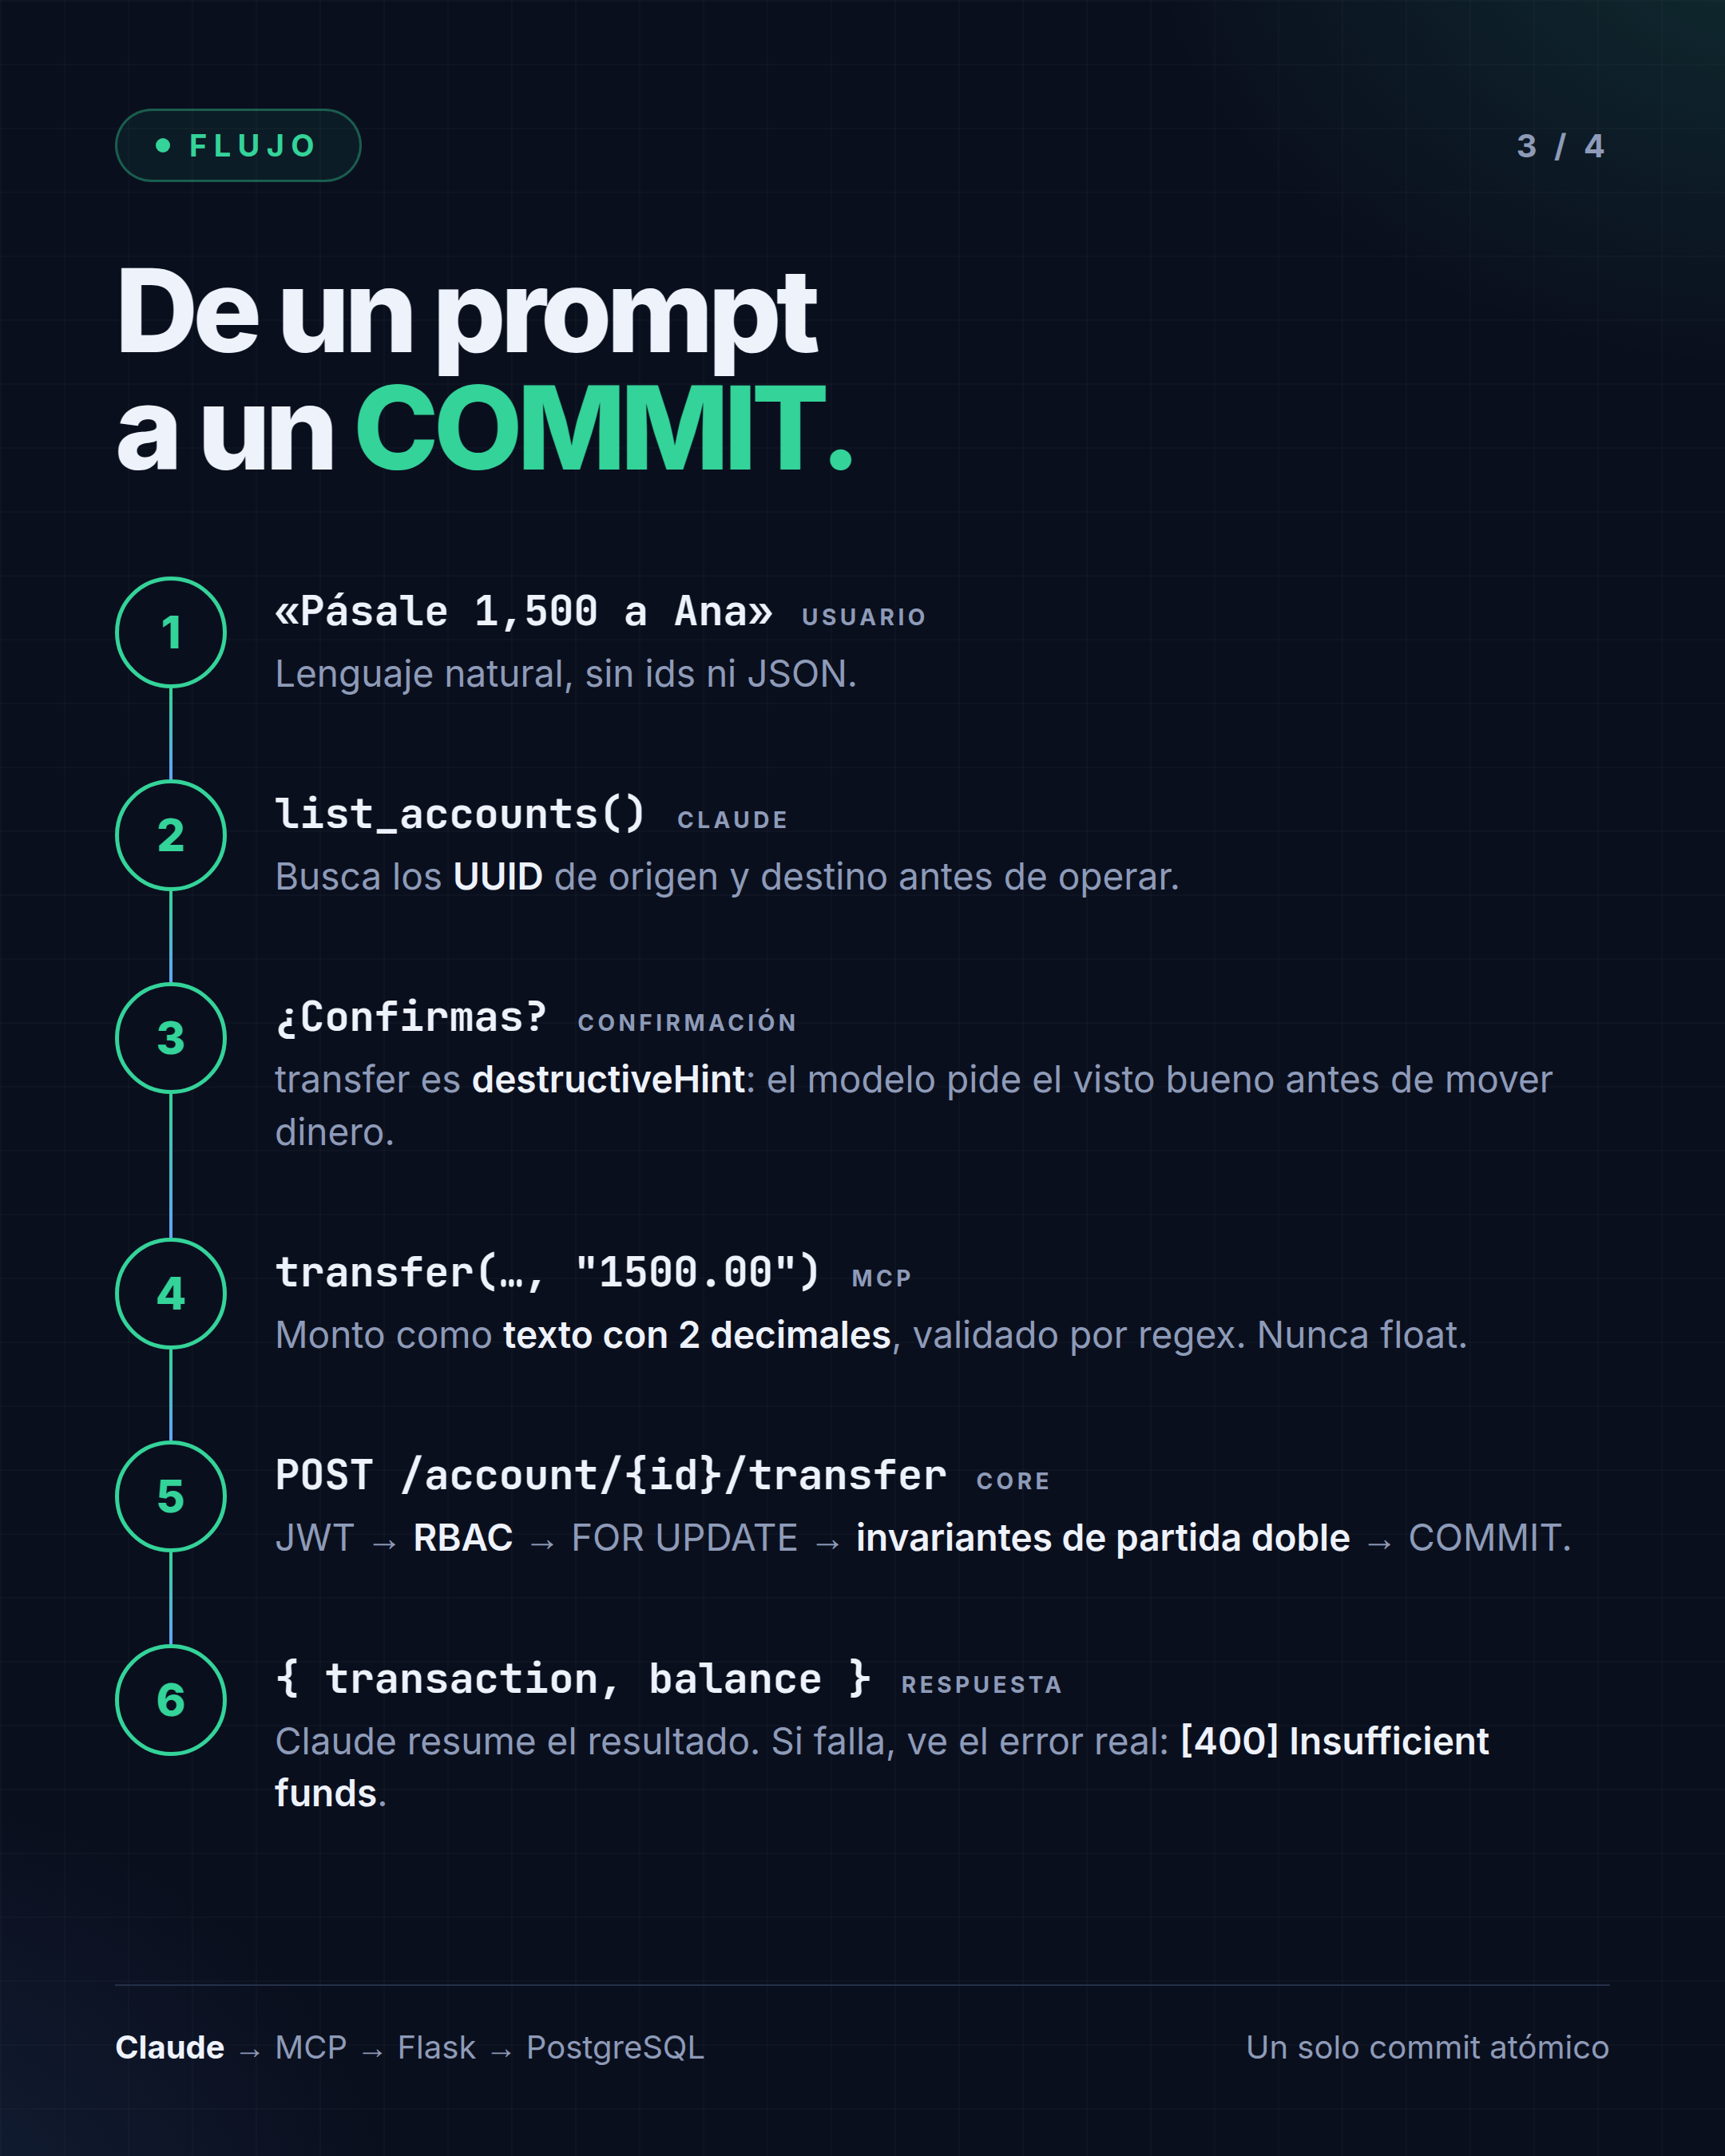 FLUJO
3 / 4
De un prompt
a un COMMIT.
1
«Pásale 1,500 a Ana» USUARIO
Lenguaje natural, sin ids ni JSON.
2
list_accounts() CLAUDE
Busca los UUID de origen y destino antes de operar.
3
¿Confirmas? CONFIRMACIÓN
transfer es destructiveHint: el modelo pide el visto bueno antes de mover
dinero.
4
transfer(…, "1500.00") MCP
Monto como texto con 2 decimales, validado por regex. Nunca float.
5
POST /account/{id}/transfer CORE
JWT → RBAC → FOR UPDATE → invariantes de partida doble → COMMIT.
6
{ transaction, balance } RESPUESTA
Claude resume el resultado. Si falla, ve el error real: [400] Insufficient
funds.
Claude → MCP → Flask → PostgreSQL
Un solo commit atómico